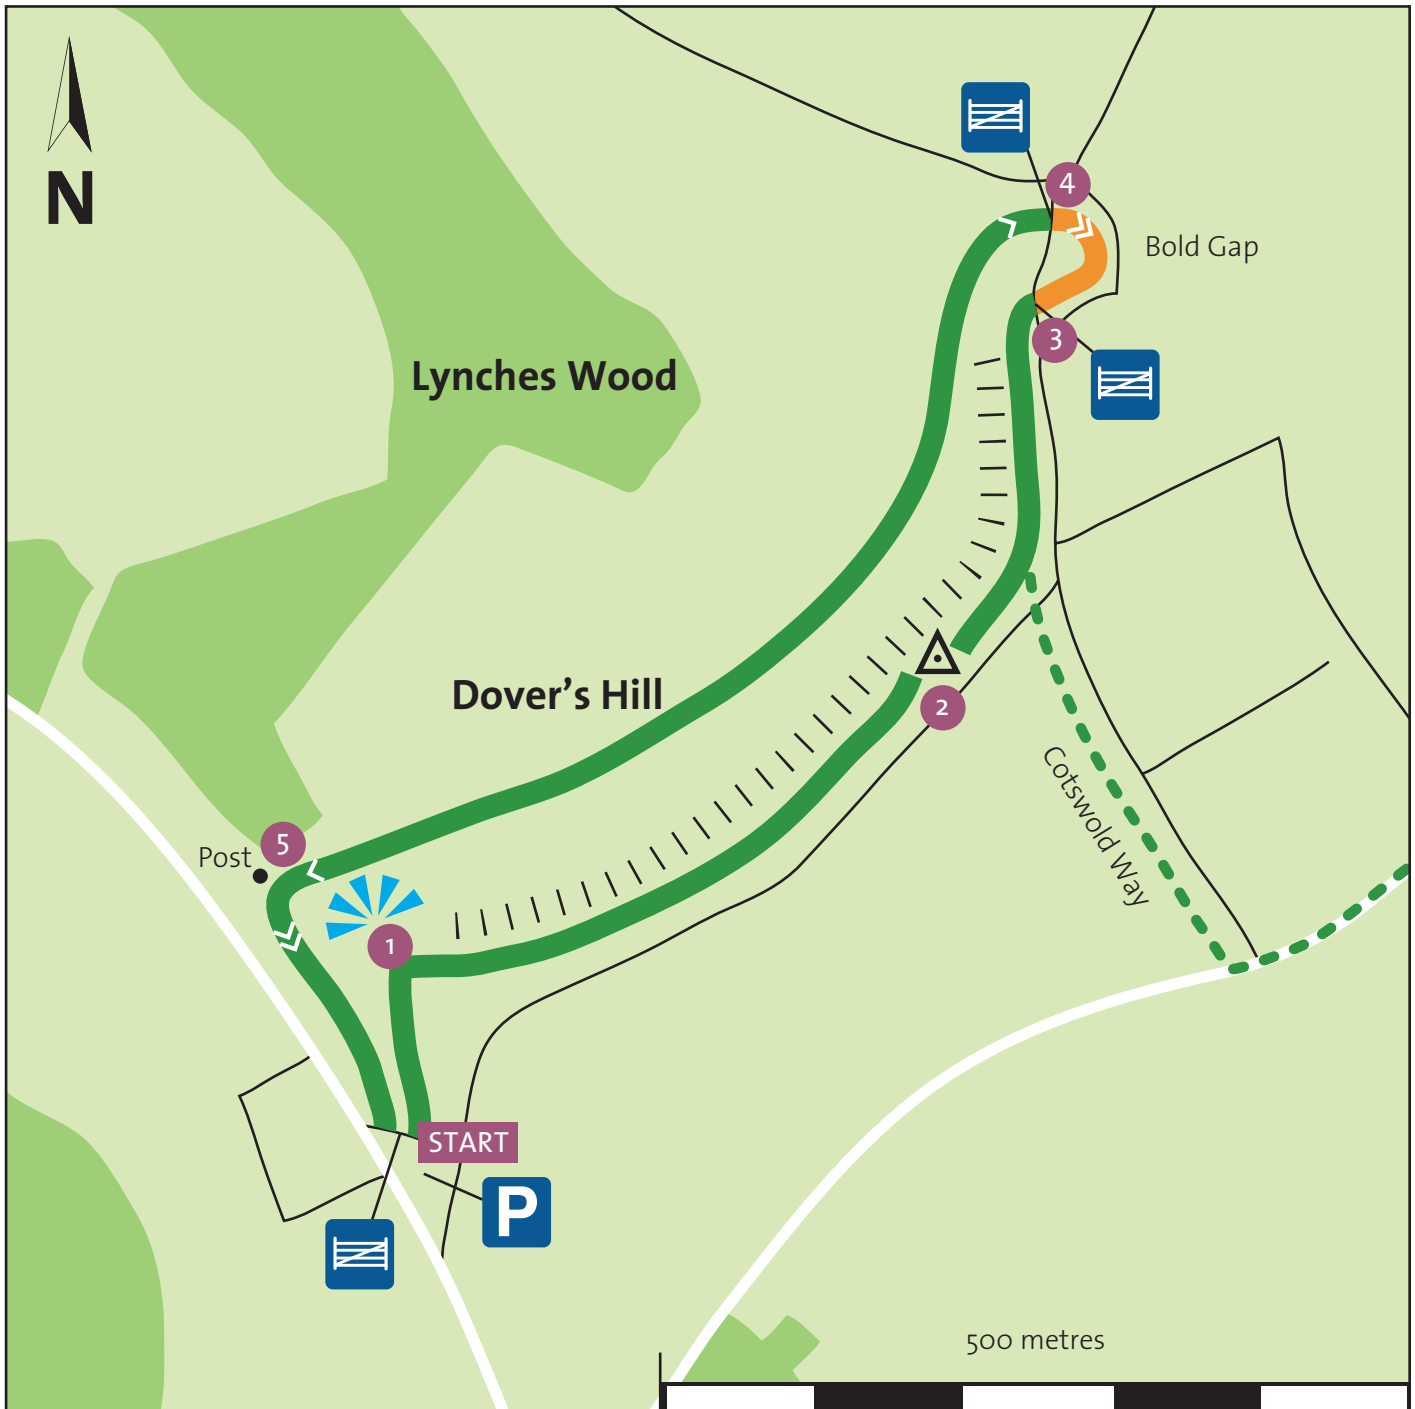 N
4
Bold Gap
3
Lynches Wood
Dover's Hill
2
Cotswold Way
5
Post
1
START
P
500 metres